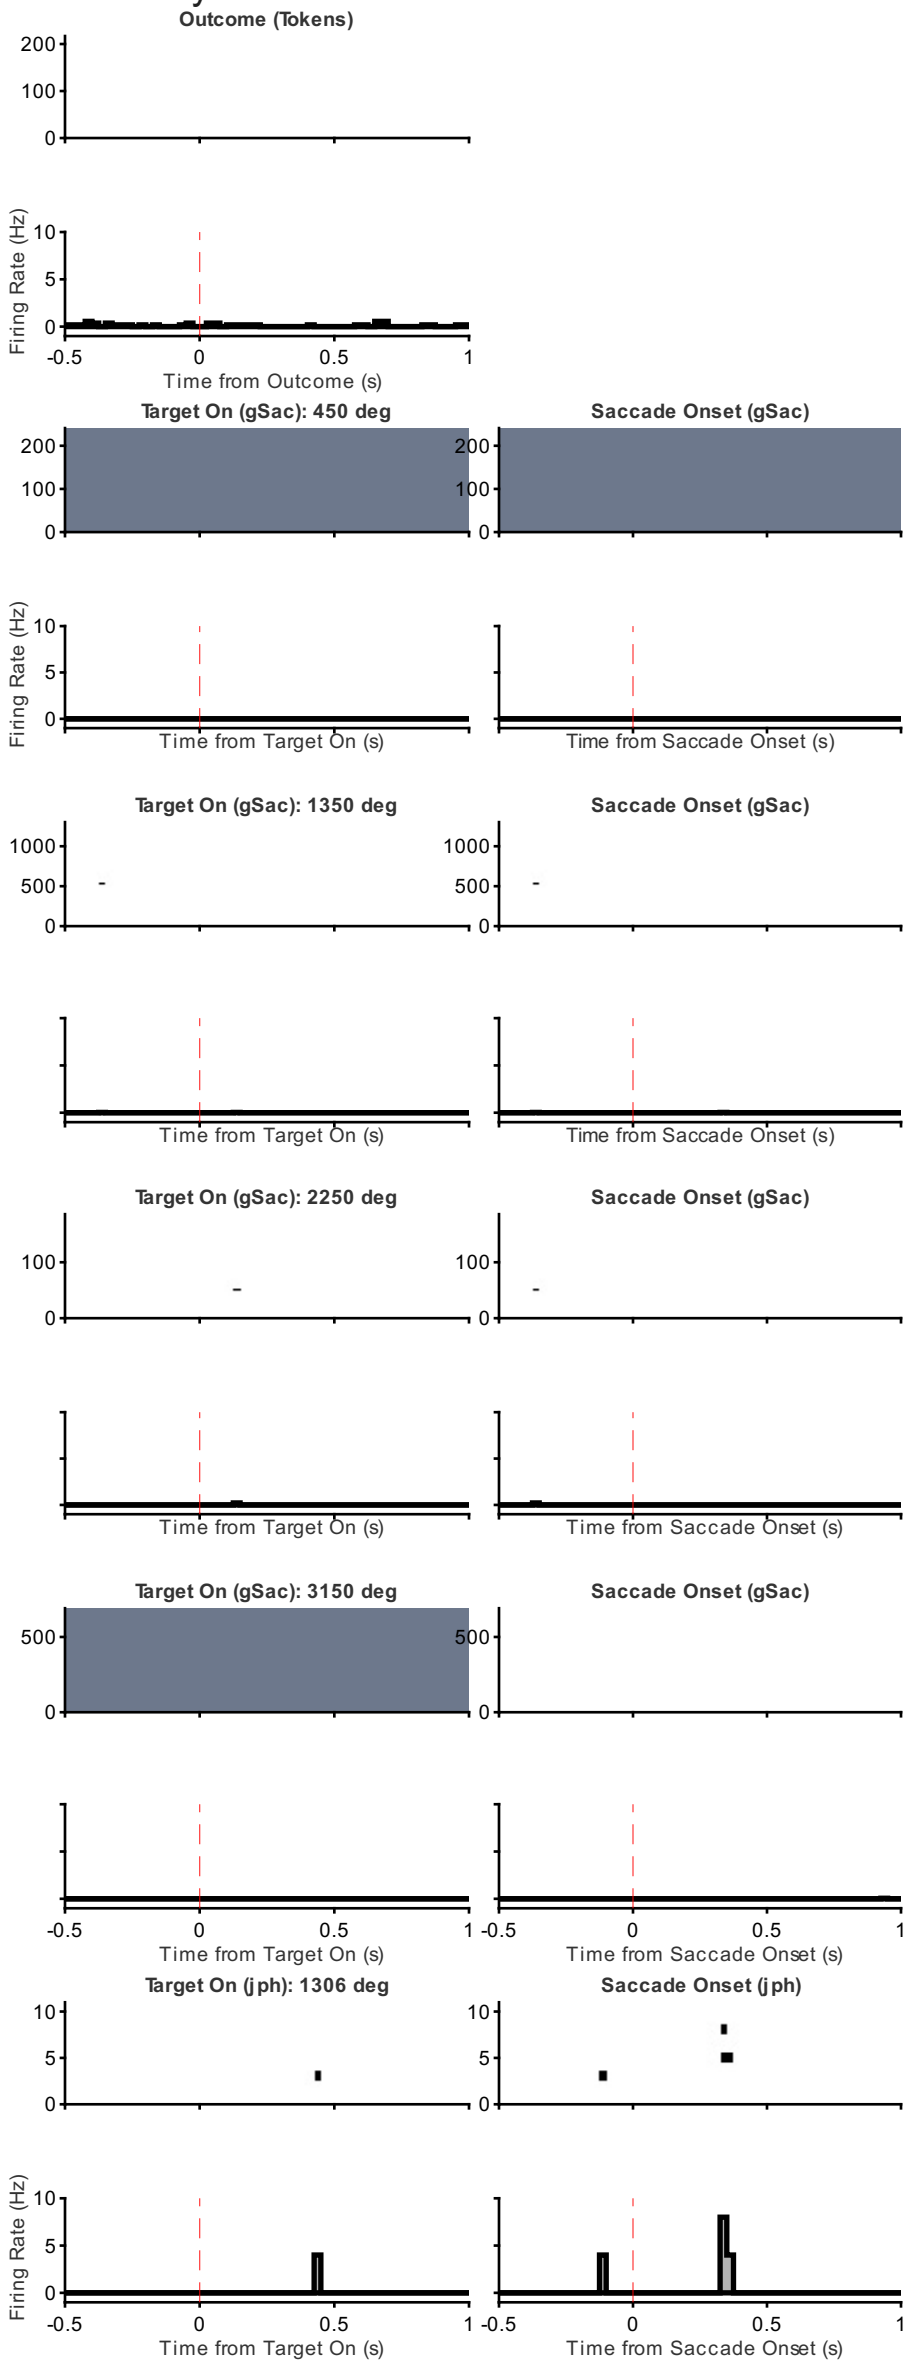 Outcome (Tokens)
200
100
0
Firing Rate (Hz)
10
5
0
-0.5 0 0.5 1
Time from Outcome (s)
Target On (gSac): 450 deg Saccade Onset (gSac)
200 200
100 100
0 0
Firing Rate (Hz)
10
5
0
Time from Target On (s) Time from Saccade Onset (s)
Target On (gSac): 1350 deg Saccade Onset (gSac)
1000 1000
500 500
0 0
Time from Target On (s) Time from Saccade Onset (s)
Target On (gSac): 2250 deg Saccade Onset (gSac)
100 100
0 0
Time from Target On (s) Time from Saccade Onset (s)
Target On (gSac): 3150 deg Saccade Onset (gSac)
500 500
0 0
-0.5 0 0.5 1 -0.5 0 0.5 1
Time from Target On (s) Time from Saccade Onset (s)
Target On (jph): 1306 deg Saccade Onset (jph)
10 10
5 5
0 0
Firing Rate (Hz)
10
5
0
-0.5 0 0.5 1 -0.5 0 0.5 1
Time from Target On (s) Time from Saccade Onset (s)